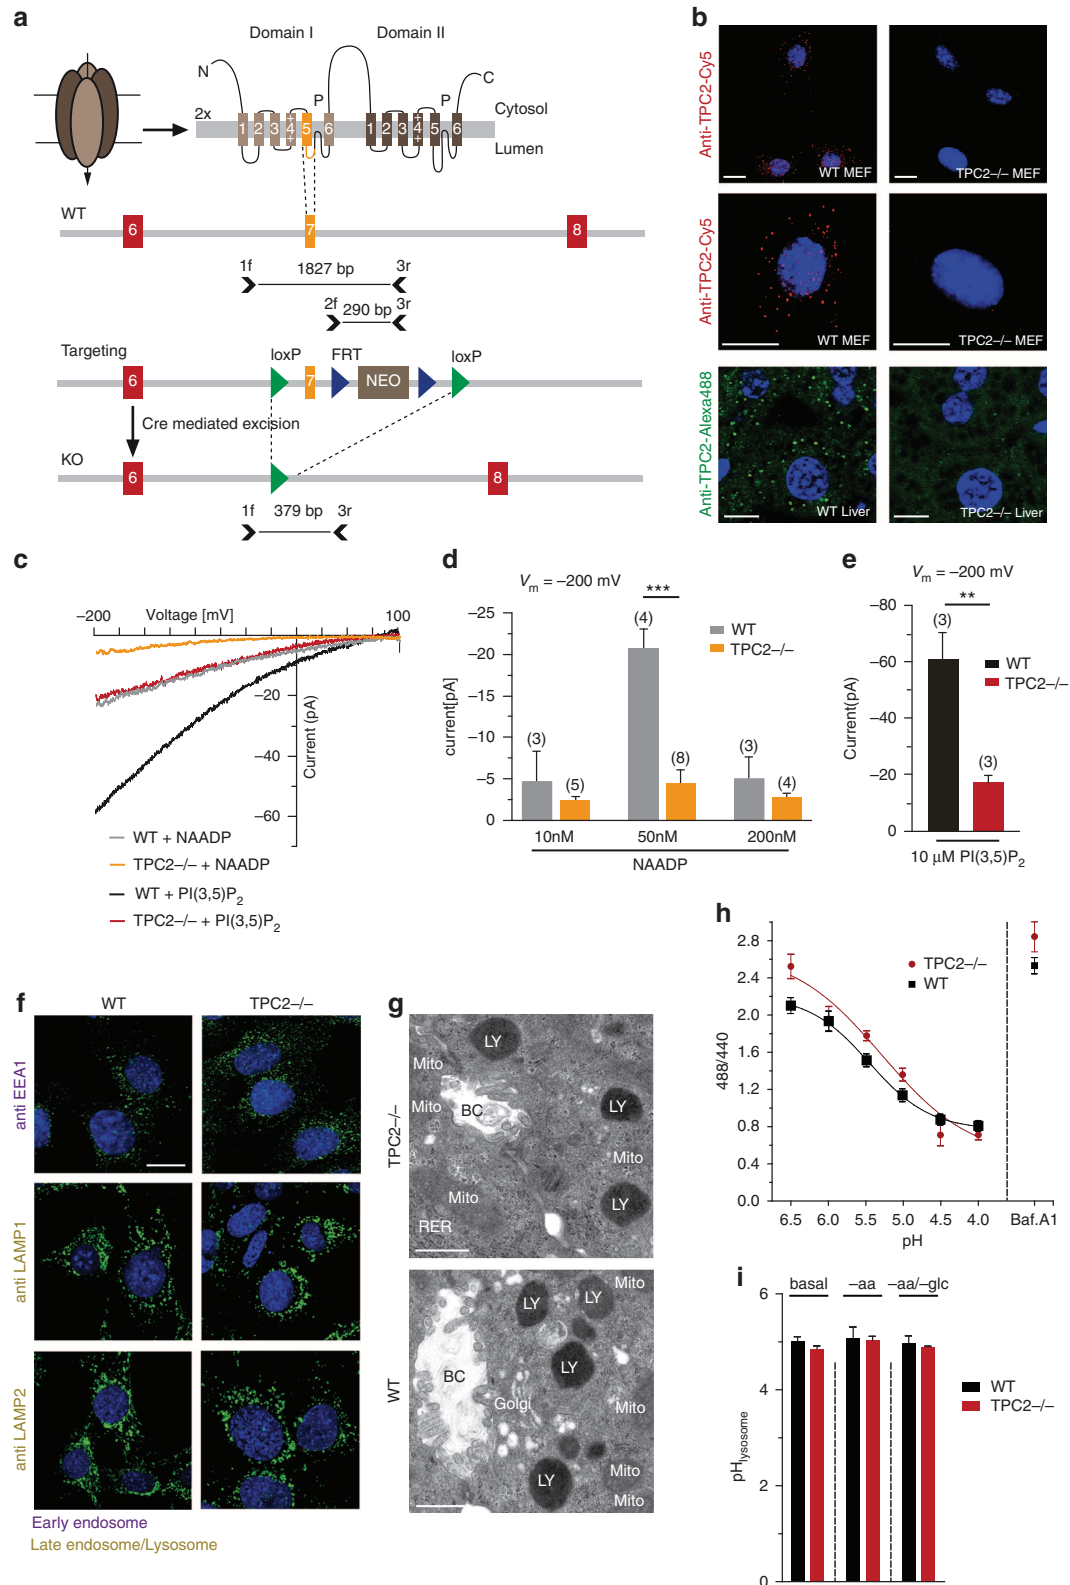 a
Domain I
Domain II
N
C
P
P
2x
Cytosol
1 2 3 4 5 6 1 2 3 4 5 6
+ + + +
Lumen
WT
6
7
8
1f
1827 bp
3r
2f
290 bp
3r
Targeting
loxP
FRT
loxP
6
7
NEO
Cre mediated excision
KO
6
8
1f
379 bp
3r
b
Anti-TPC2-Cy5
WT MEF
TPC2–/– MEF
Anti-TPC2-Cy5
WT MEF
TPC2–/– MEF
Anti-TPC2-Alexa488
WT Liver
TPC2–/– Liver
c
–200
Voltage [mV]
100
–20
–40
–60
Current (pA)
WT + NAADP
TPC2–/– + NAADP
WT + PI(3,5)P2
TPC2–/– + PI(3,5)P2
d
Vm = –200 mV
***
–25
–20
–15
–10
–5
0
current[pA]
(3)
(5)
(4)
(8)
(3)
(4)
WT
TPC2–/–
10nM
50nM
200nM
NAADP
e
Vm = –200 mV
**
–80
–60
–40
–20
0
Current(pA)
(3)
(3)
WT
TPC2–/–
10 µM PI(3,5)P2
f
WT
TPC2–/–
anti EEA1
anti LAMP1
anti LAMP2
Early endosome
Late endosome/Lysosome
g
TPC2–/–
LY
Mito
Mito
BC
LY
Mito
Mito
LY
RER
WT
Mito
LY
LY
LY
BC
Golgi
Mito
LY
Mito
Mito
h
2.8
2.4
2.0
1.6
1.2
0.8
0.4
0.0
488/440
TPC2–/–
WT
6.5 6.0 5.5 5.0 4.5 4.0 Baf.A1
pH
i
basal
–aa
–aa/–glc
6
4
2
0
pHlysosome
WT
TPC2–/–